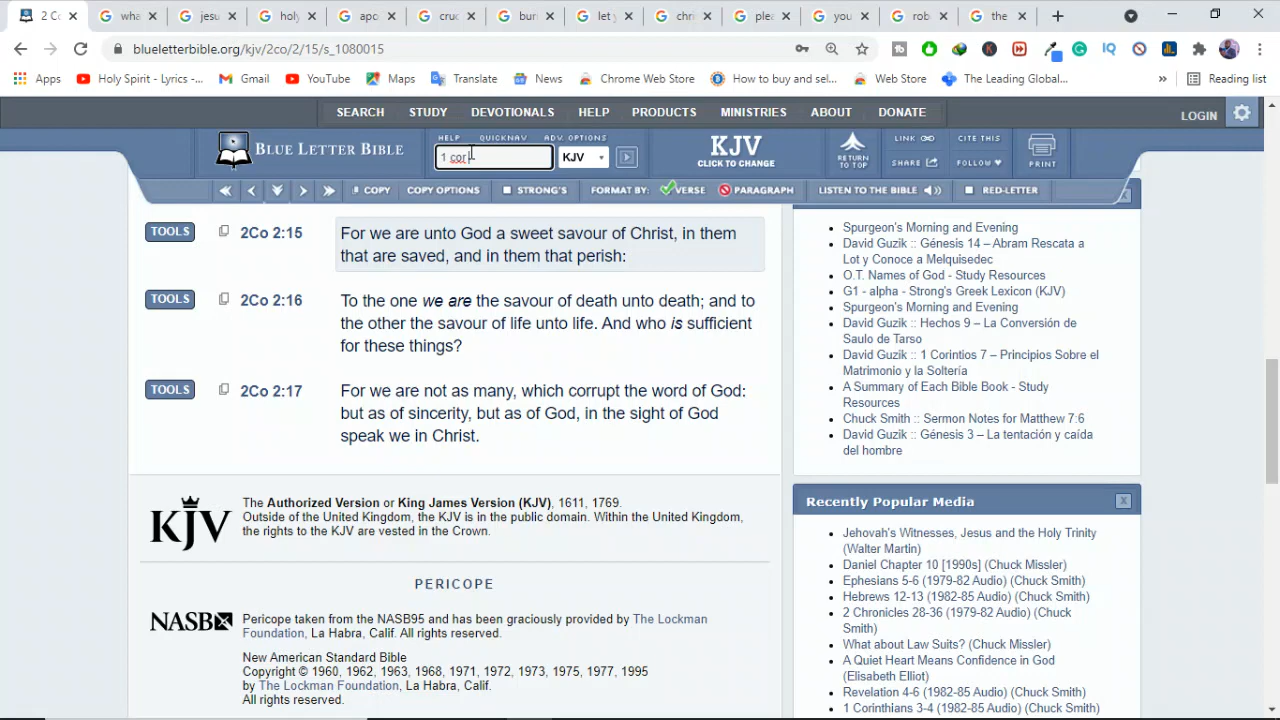 2 Co
wha
jesu
holy
apo
cruc
buri
let y
chri
plea
you
rob
the
blueletterbible.org/kjv/2co/2/15/s_1080015
Apps
Holy Spirit - Lyrics -...
Gmail
YouTube
Maps
Translate
News
Chrome Web Store
How to buy and sel...
Web Store
The Leading Global...
»
Reading list
SEARCH STUDY DEVOTIONALS HELP PRODUCTS MINISTRIES ABOUT DONATE
LOGIN
HELP QUICKNAV ADV. OPTIONS
BLUE LETTER BIBLE
1 cor
KJV
KJV
CLICK TO CHANGE
RETURN TO TOP
LINK
CITE THIS
SHARE
FOLLOW
PRINT
COPY COPY OPTIONS STRONG'S FORMAT BY: VERSE PARAGRAPH LISTEN TO THE BIBLE RED-LETTER
TOOLS 2Co 2:15 For we are unto God a sweet savour of Christ, in them
that are saved, and in them that perish:
TOOLS 2Co 2:16 To the one we are the savour of death unto death; and to
the other the savour of life unto life. And who is sufficient
for these things?
TOOLS 2Co 2:17 For we are not as many, which corrupt the word of God:
but as of sincerity, but as of God, in the sight of God
speak we in Christ.
KJV
The Authorized Version or King James Version (KJV), 1611, 1769.
Outside of the United Kingdom, the KJV is in the public domain. Within the United Kingdom,
the rights to the KJV are vested in the Crown.
PERICOPE
NASB
Pericope taken from the NASB95 and has been graciously provided by The Lockman
Foundation, La Habra, Calif. All rights reserved.
New American Standard Bible
Copyright © 1960, 1962, 1963, 1968, 1971, 1972, 1973, 1975, 1977, 1995
by The Lockman Foundation, La Habra, Calif.
All rights reserved.
X
Spurgeon's Morning and Evening
David Guzik :: Génesis 14 – Abram Rescata a
Lot y Conoce a Melquisedec
O.T. Names of God - Study Resources
G1 - alpha - Strong's Greek Lexicon (KJV)
Spurgeon's Morning and Evening
David Guzik :: Hechos 9 – La Conversión de
Saulo de Tarso
David Guzik :: 1 Corintios 7 – Principios Sobre el
Matrimonio y la Soltería
A Summary of Each Bible Book - Study
Resources
Chuck Smith :: Sermon Notes for Matthew 7:6
David Guzik :: Génesis 3 – La tentación y caída
del hombre
Recently Popular Media X
Jehovah's Witnesses, Jesus and the Holy Trinity
(Walter Martin)
Daniel Chapter 10 [1990s] (Chuck Missler)
Ephesians 5-6 (1979-82 Audio) (Chuck Smith)
Hebrews 12-13 (1982-85 Audio) (Chuck Smith)
2 Chronicles 28-36 (1979-82 Audio) (Chuck
Smith)
What about Law Suits? (Chuck Missler)
A Quiet Heart Means Confidence in God
(Elisabeth Elliot)
Revelation 4-6 (1982-85 Audio) (Chuck Smith)
1 Corinthians 3-4 (1979-82 Audio) (Chuck